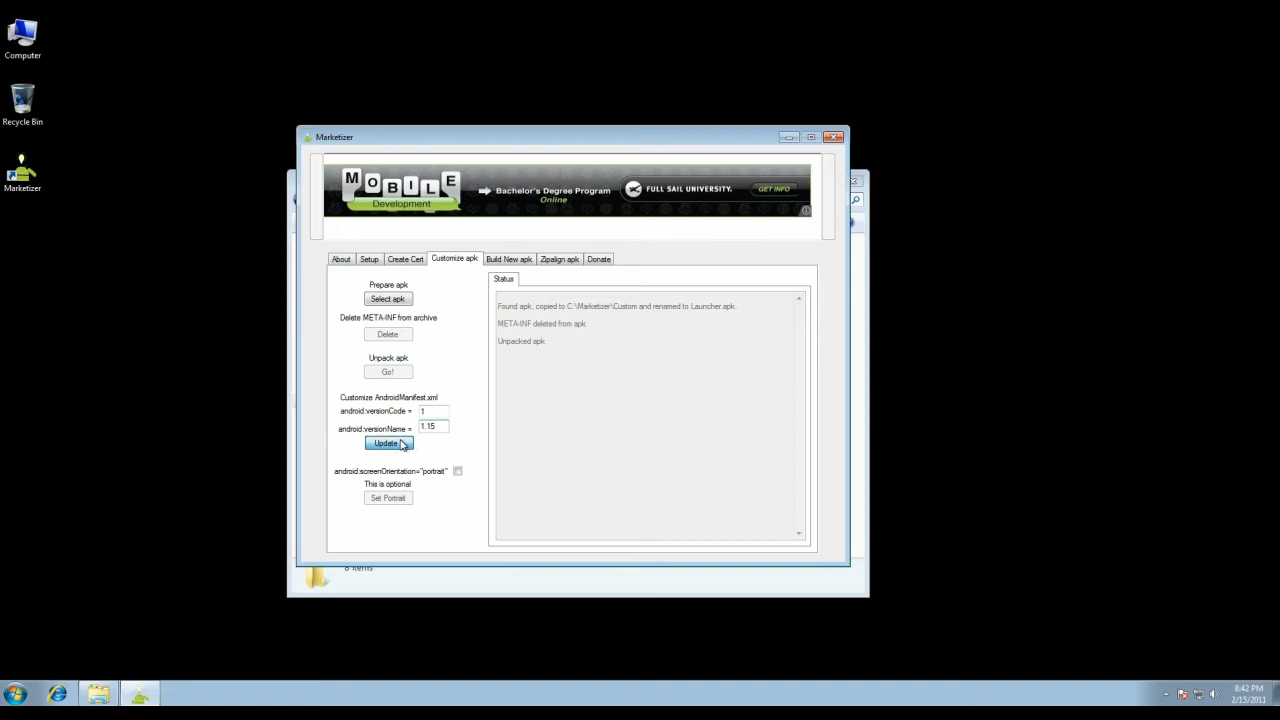 Computer
Recycle Bin
Marketizer
Marketizer
MOBILE
Development
Bachelor's Degree Program
Online
FULL SAIL UNIVERSITY.
GET INFO
About
Setup
Create Cert
Customize apk
Build New apk
Zipalign apk
Donate
Prepare apk
Select apk
Delete META-INF from archive
Delete
Unpack apk
Go!
Customize AndroidManifest.xml
android:versionCode = 1
android:versionName = 1.15
Update
android:screenOrientation="portrait"
This is optional
Set Portrait
Status
Found apk, copied to C:\Marketizer\Custom and renamed to Launcher.apk.
META-INF deleted from apk
Unpacked apk
8 items
8:42 PM
2/15/2011